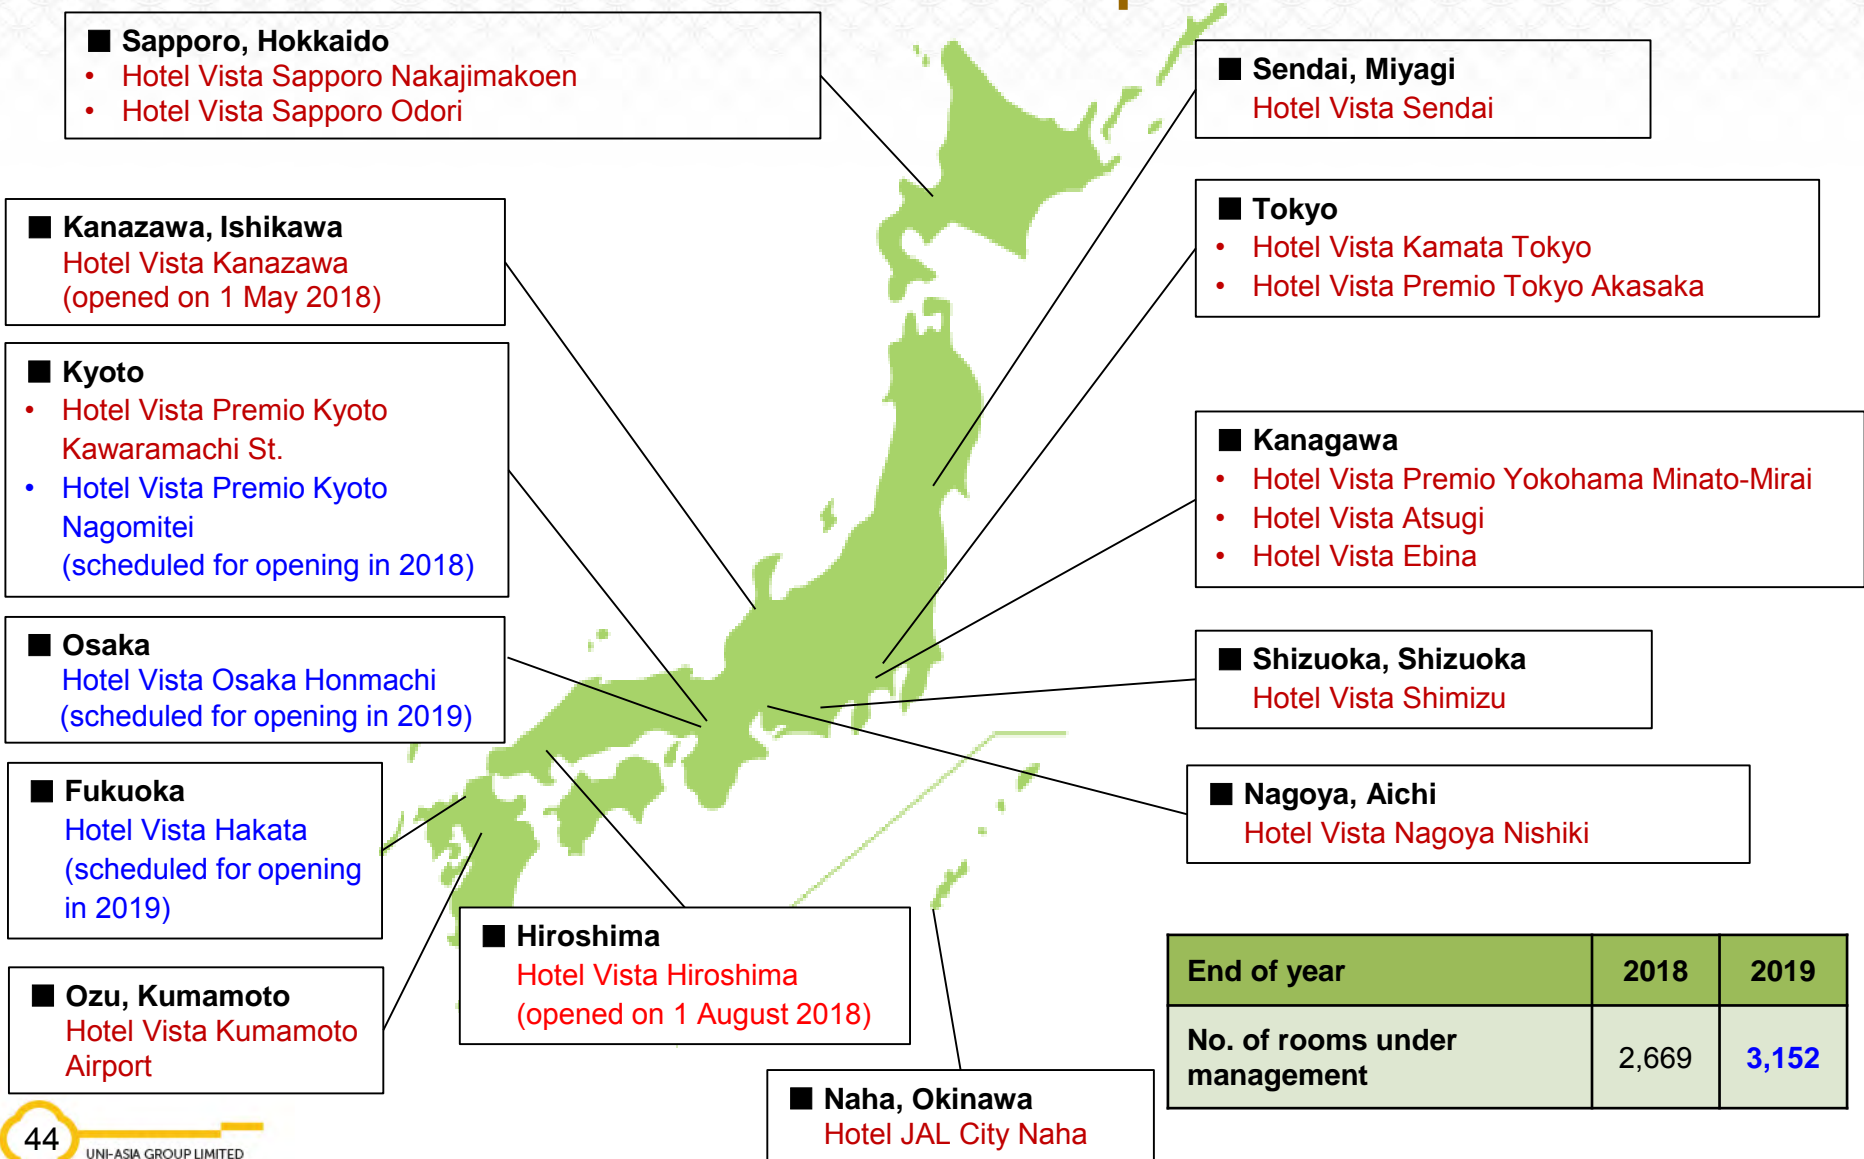 ■ Sapporo, Hokkaido
• Hotel Vista Sapporo Nakajimakoen
• Hotel Vista Sapporo Odori
■ Sendai, Miyagi
Hotel Vista Sendai
■ Kanazawa, Ishikawa
Hotel Vista Kanazawa
(opened on 1 May 2018)
■ Tokyo
• Hotel Vista Kamata Tokyo
• Hotel Vista Premio Tokyo Akasaka
■ Kyoto
• Hotel Vista Premio Kyoto
Kawaramachi St.
• Hotel Vista Premio Kyoto
Nagomitei
(scheduled for opening in 2018)
■ Kanagawa
• Hotel Vista Premio Yokohama Minato-Mirai
• Hotel Vista Atsugi
• Hotel Vista Ebina
■ Osaka
Hotel Vista Osaka Honmachi
(scheduled for opening in 2019)
■ Shizuoka, Shizuoka
Hotel Vista Shimizu
■ Fukuoka
Hotel Vista Hakata
(scheduled for opening
in 2019)
■ Nagoya, Aichi
Hotel Vista Nagoya Nishiki
■ Hiroshima
Hotel Vista Hiroshima
(opened on 1 August 2018)
■ Ozu, Kumamoto
Hotel Vista Kumamoto
Airport
■ Naha, Okinawa
Hotel JAL City Naha
End of year 2018 2019
No. of rooms under
management 2,669 3,152
44
UNI-ASIA GROUP LIMITED